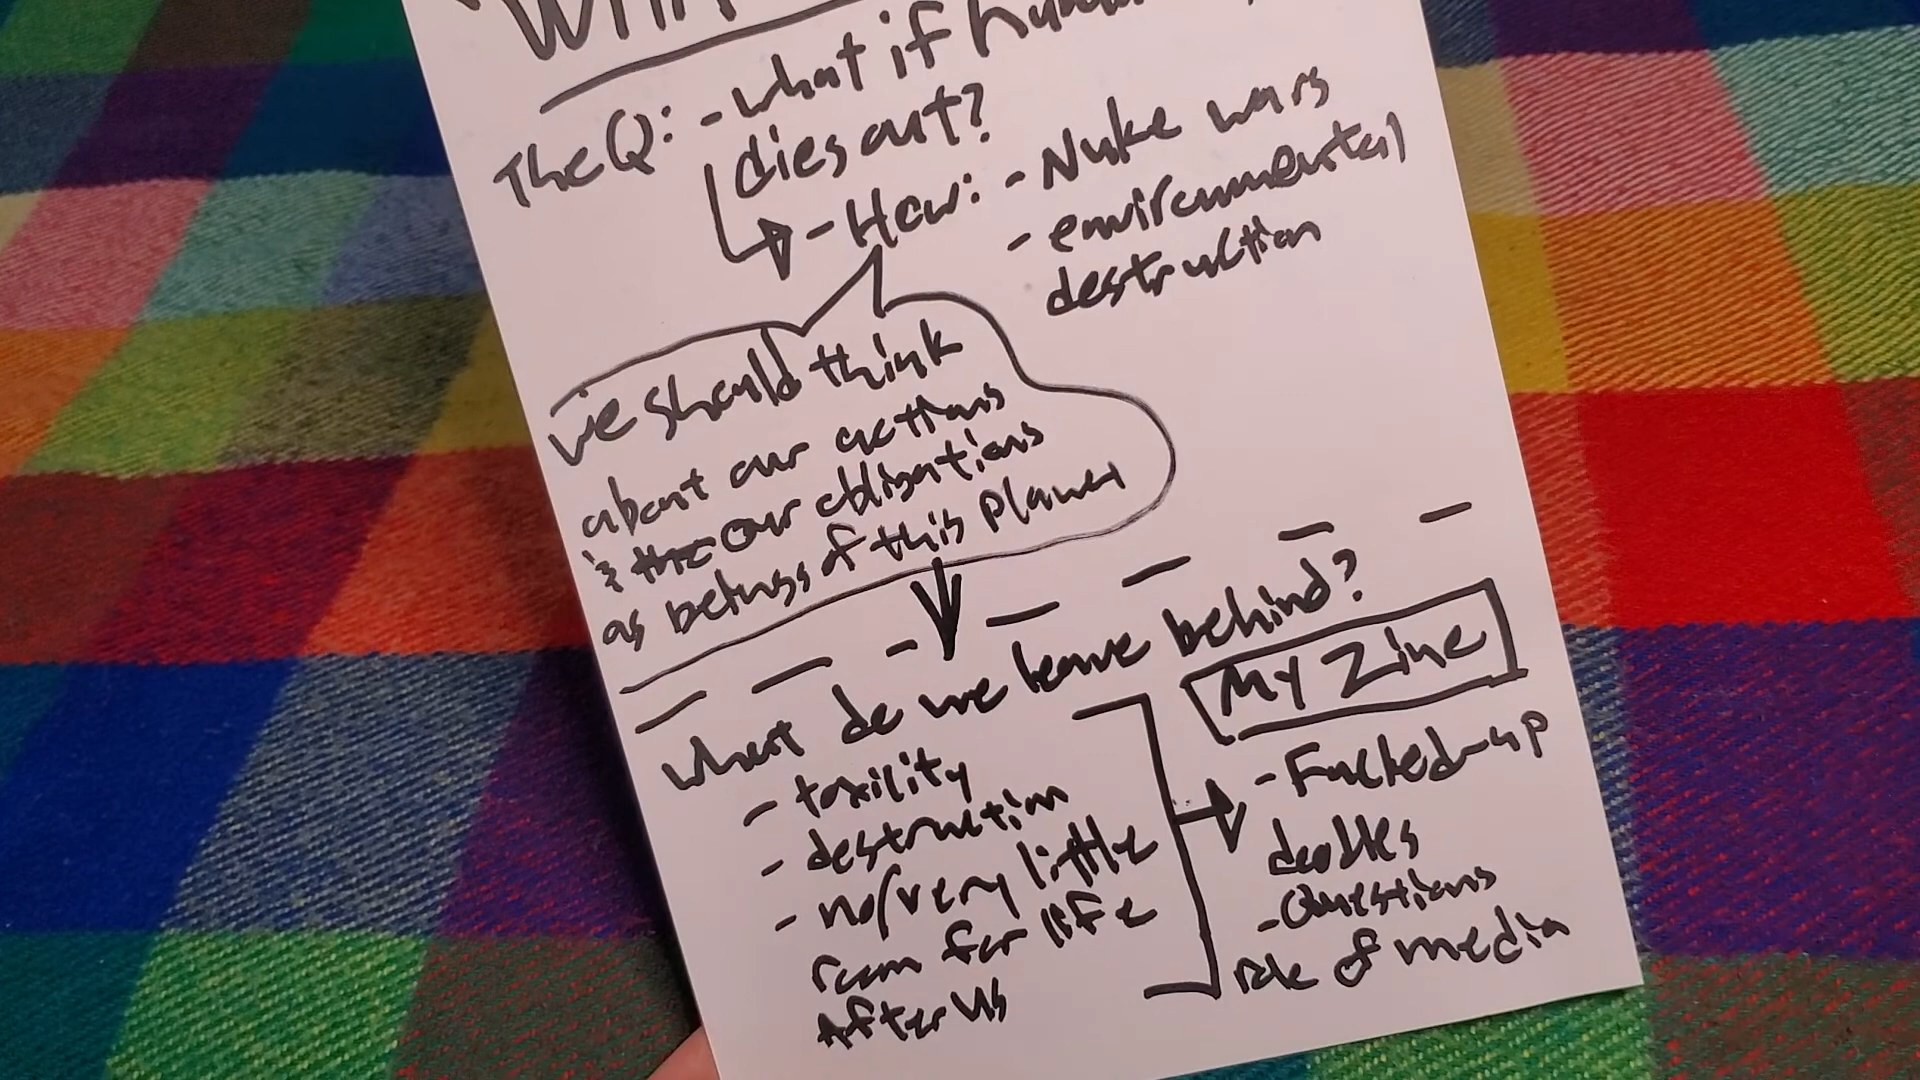 The Q: - what if
dies out?
- How: - Nuke wars
- environmental
destruction
we should think
about our actions
& the our obligations
as beings of this planet
what do we leave behind?
- toxicity
- destruction
- no/very little
room for life
After us
My Zine
- Fucked-up
doodles
- Questions
role of media